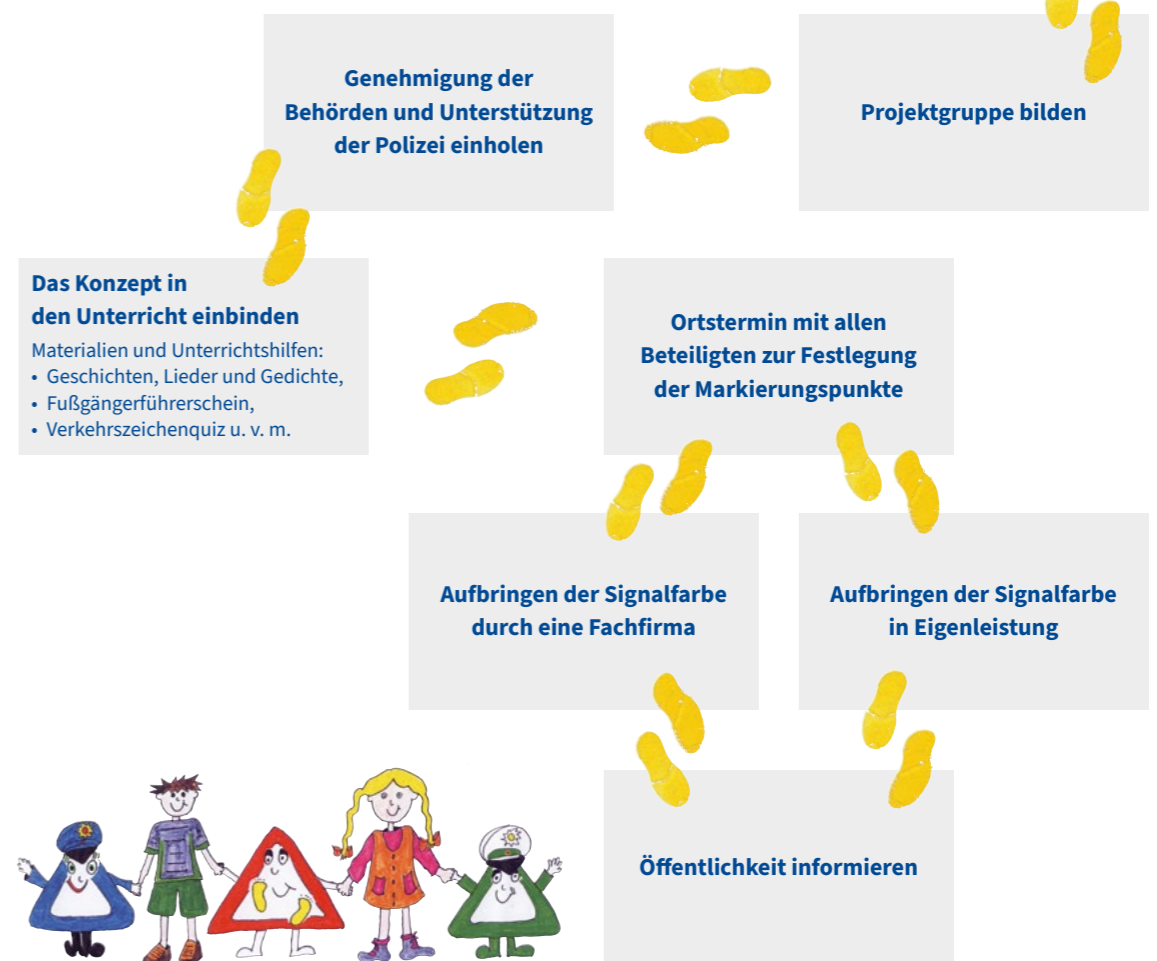 Genehmigung der
Behörden und Unterstützung
der Polizei einholen
Projektgruppe bilden
Das Konzept in
den Unterricht einbinden
Materialien und Unterrichtshilfen:
• Geschichten, Lieder und Gedichte,
• Fußgängerführerschein,
• Verkehrszeichenquiz u. v. m.
Ortstermin mit allen
Beteiligten zur Festlegung
der Markierungspunkte
Aufbringen der Signalfarbe
durch eine Fachfirma
Aufbringen der Signalfarbe
in Eigenleistung
Öffentlichkeit informieren